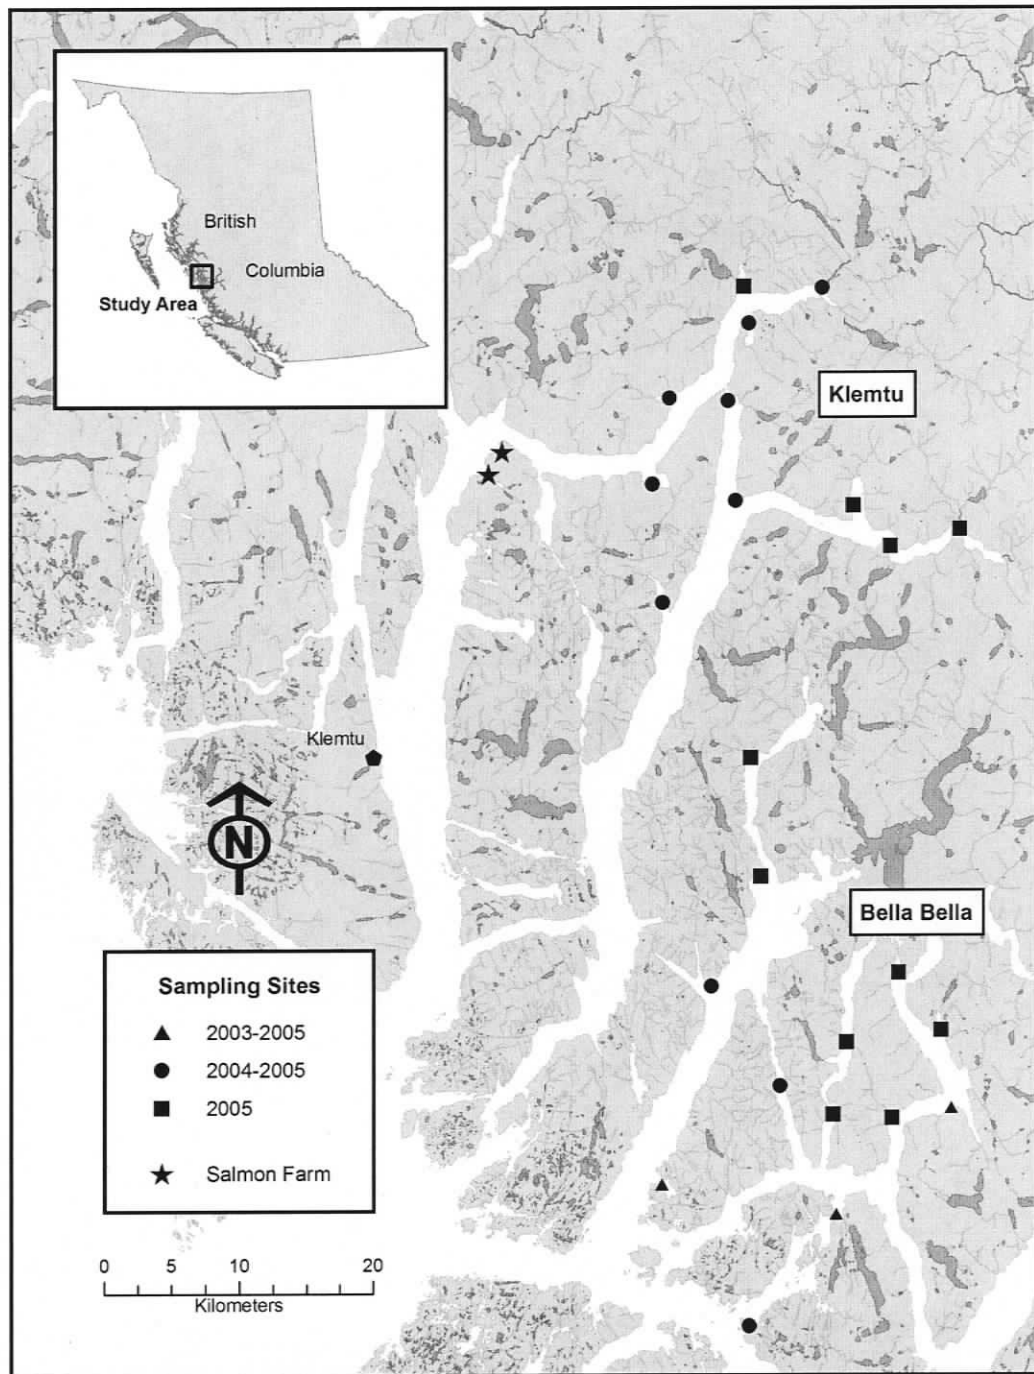 British
Columbia
Study Area
Klemtu
Klemtu
N
Bella Bella
Sampling Sites
2003-2005
2004-2005
2005
Salmon Farm
0 5 10 20
Kilometers